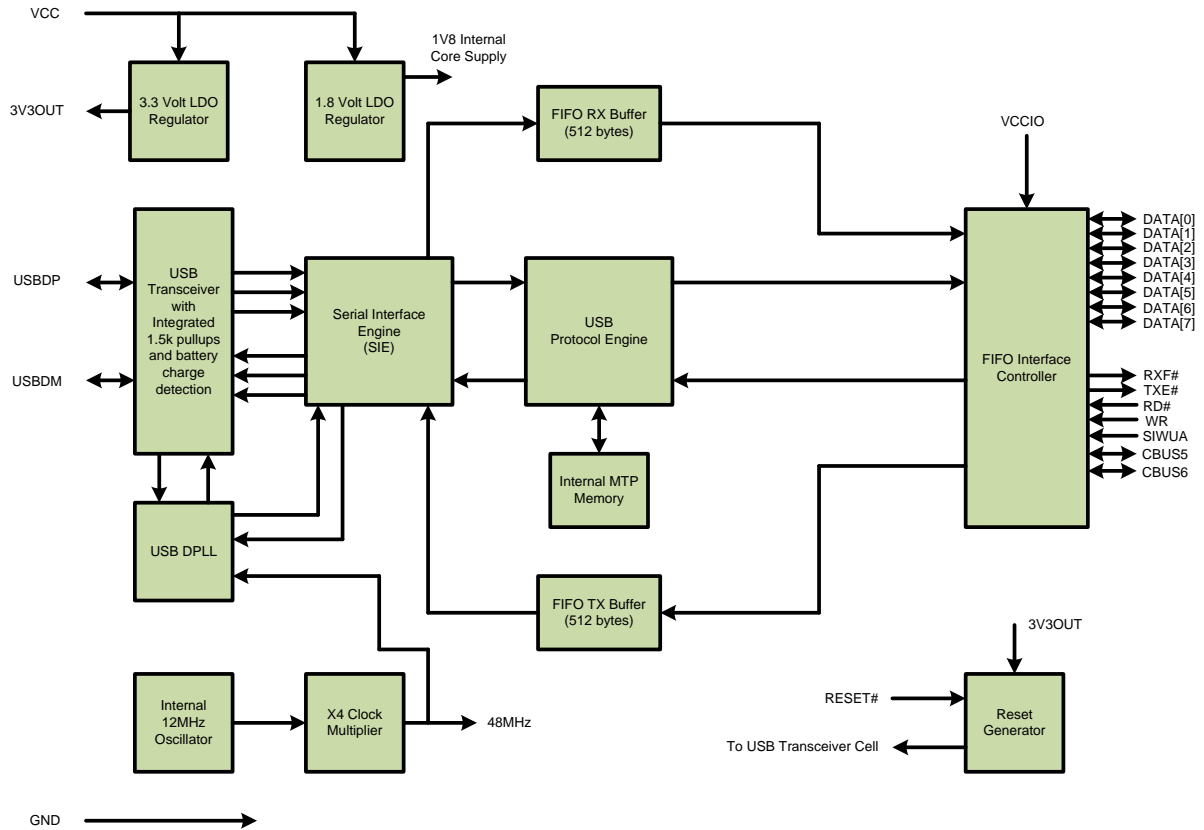 VCC
1V8 Internal
Core Supply
3.3 Volt LDO
Regulator
1.8 Volt LDO
Regulator
3V3OUT
FIFO RX Buffer
(512 bytes)
VCCIO
USBDP
USBDM
USB
Transceiver
with
Integrated
1.5k pullups
and battery
charge
detection
Serial Interface
Engine
(SIE)
USB
Protocol Engine
FIFO Interface
Controller
DATA[0]
DATA[1]
DATA[2]
DATA[3]
DATA[4]
DATA[5]
DATA[6]
DATA[7]
RXF#
TXE#
RD#
WR
SIWUA
CBUS5
CBUS6
Internal MTP
Memory
USB DPLL
FIFO TX Buffer
(512 bytes)
3V3OUT
Internal
12MHz
Oscillator
X4 Clock
Multiplier
48MHz
RESET#
Reset
Generator
To USB Transceiver Cell
GND